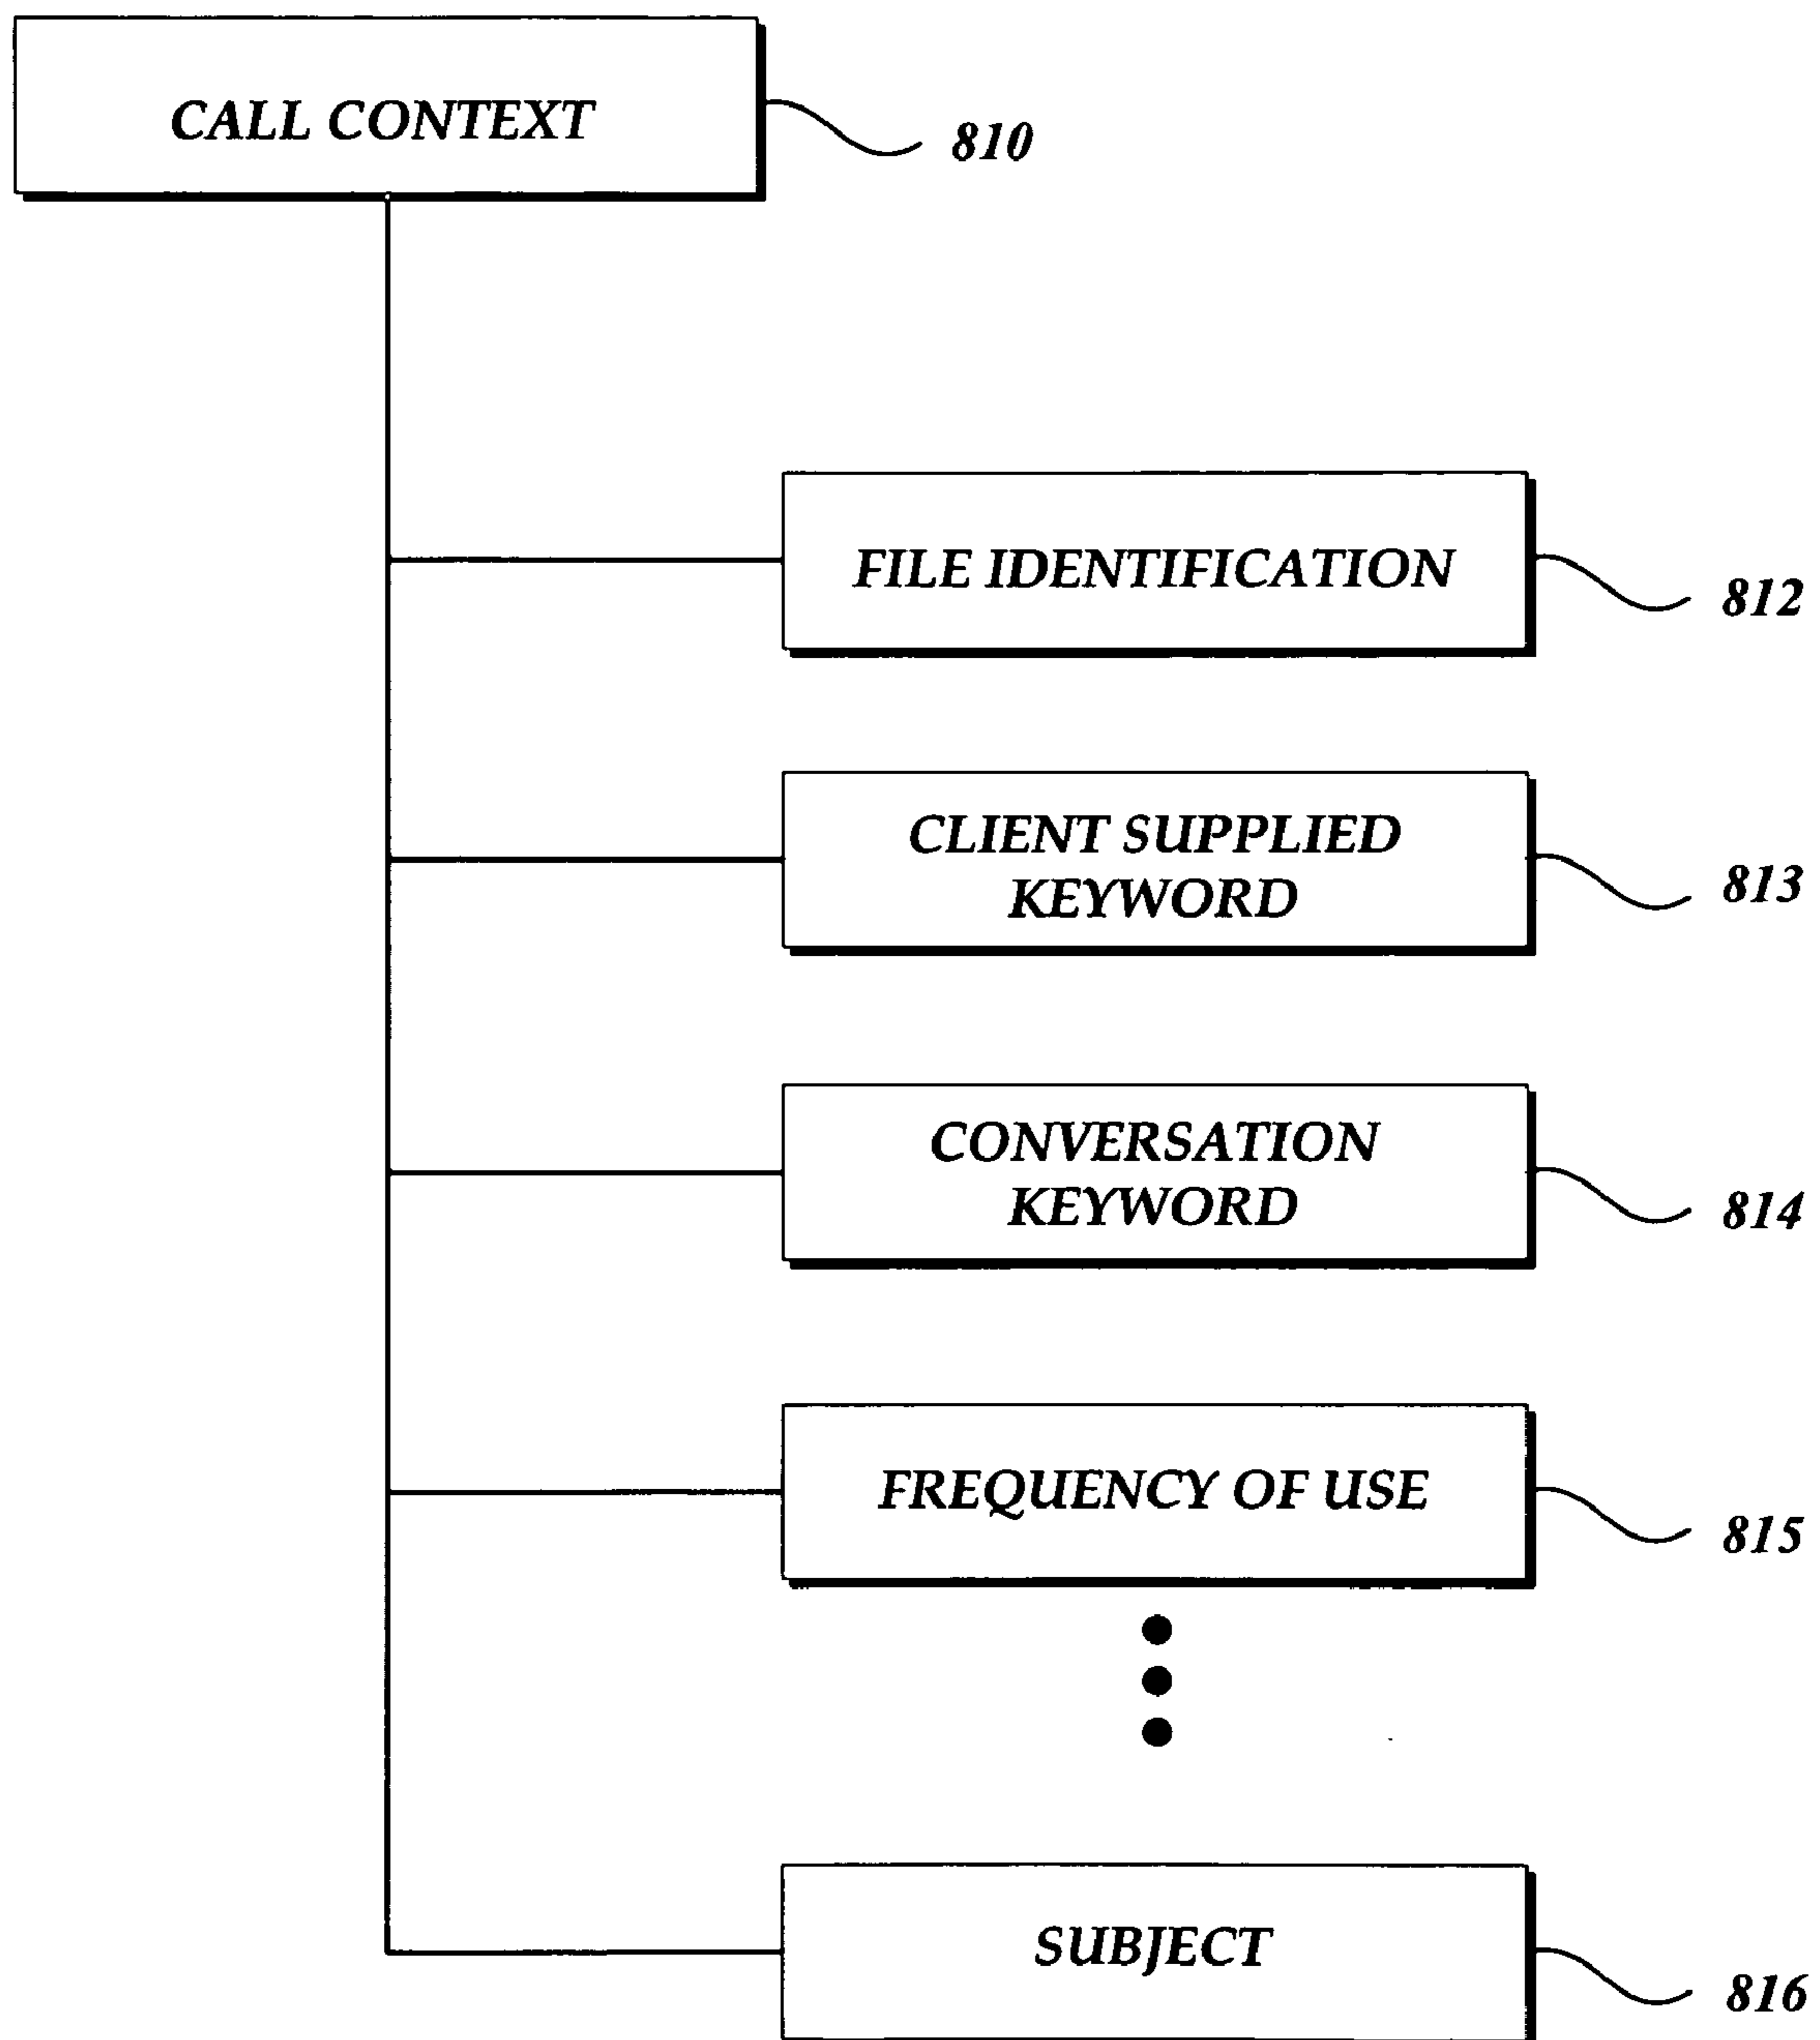 CALL CONTEXT
810
FILE IDENTIFICATION
812
CLIENT SUPPLIED
KEYWORD
813
CONVERSATION
KEYWORD
814
FREQUENCY OF USE
815
SUBJECT
816